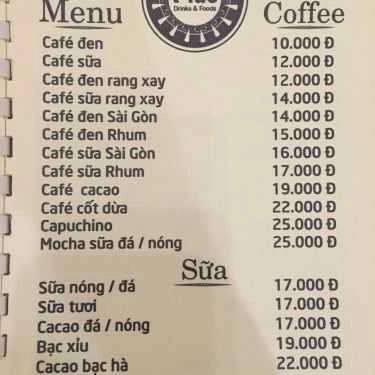 Menu Coffee
Drinks & Foods
Café đen 10.000 Đ
Café sữa 12.000 Đ
Café đen rang xay 12.000 Đ
Café sữa rang xay 14.000 Đ
Café đen Sài Gòn 14.000 Đ
Café đen Rhum 15.000 Đ
Café sữa Sài Gòn 16.000 Đ
Café sữa Rhum 17.000 Đ
Café cacao 19.000 Đ
Café cốt dừa 22.000 Đ
Capuchino 25.000 Đ
Mocha sữa đá / nóng 25.000 Đ
Sữa
Sữa nóng / đá 17.000 Đ
Sữa tươi 17.000 Đ
Cacao đá / nóng 17.000 Đ
Bạc xỉu 19.000 Đ
Cacao bạc hà 22.000 Đ